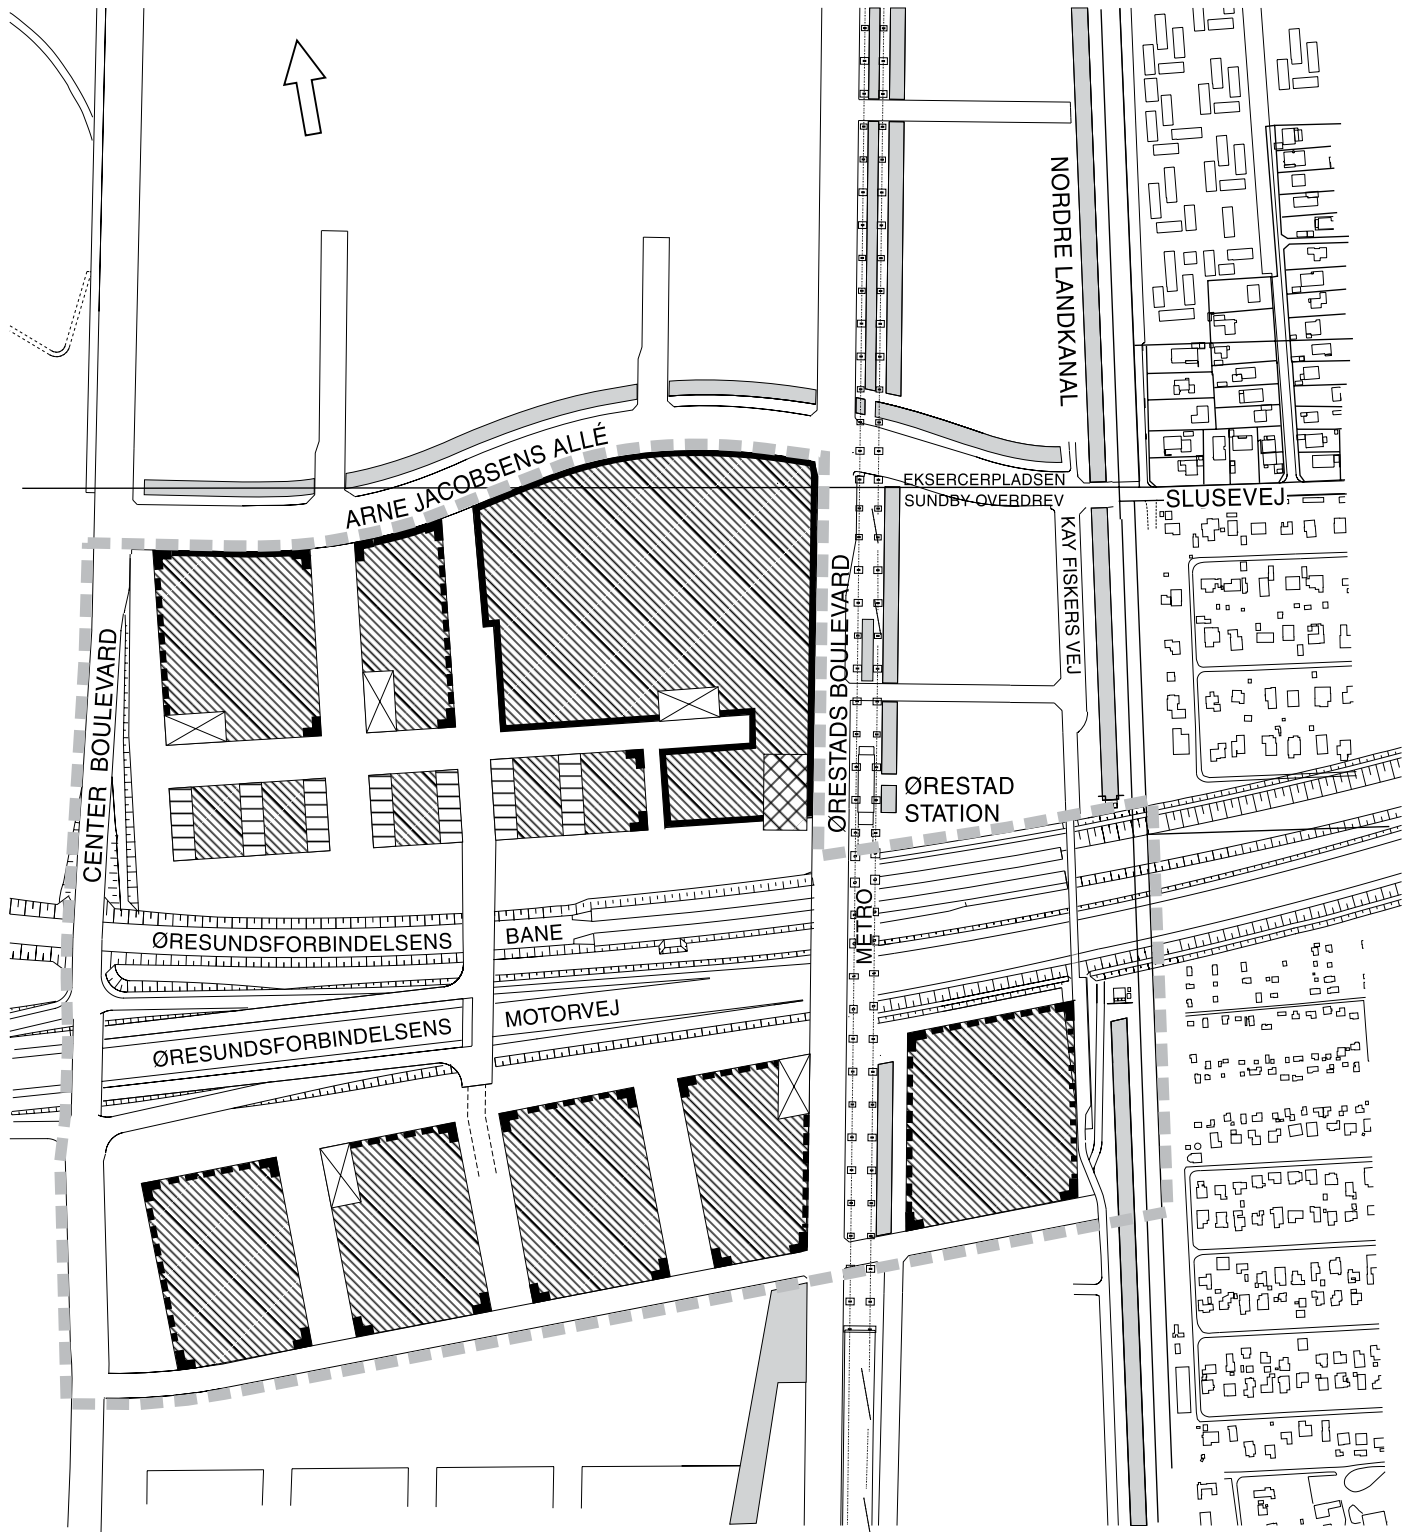 NORDRE LANDKANAL
ARNE JACOBSENS ALLÉ
EKSERCERPLADSEN
SUNDBY OVERDREV
SLUSEVEJ
KAY FISKERS VEJ
ØRESTADS BOULEVARD
CENTER BOULEVARD
ØRESTAD
STATION
METRO
ØRESUNDSFORBINDELSENS
BANE
MOTORVEJ
ØRESUNDSFORBINDELSENS